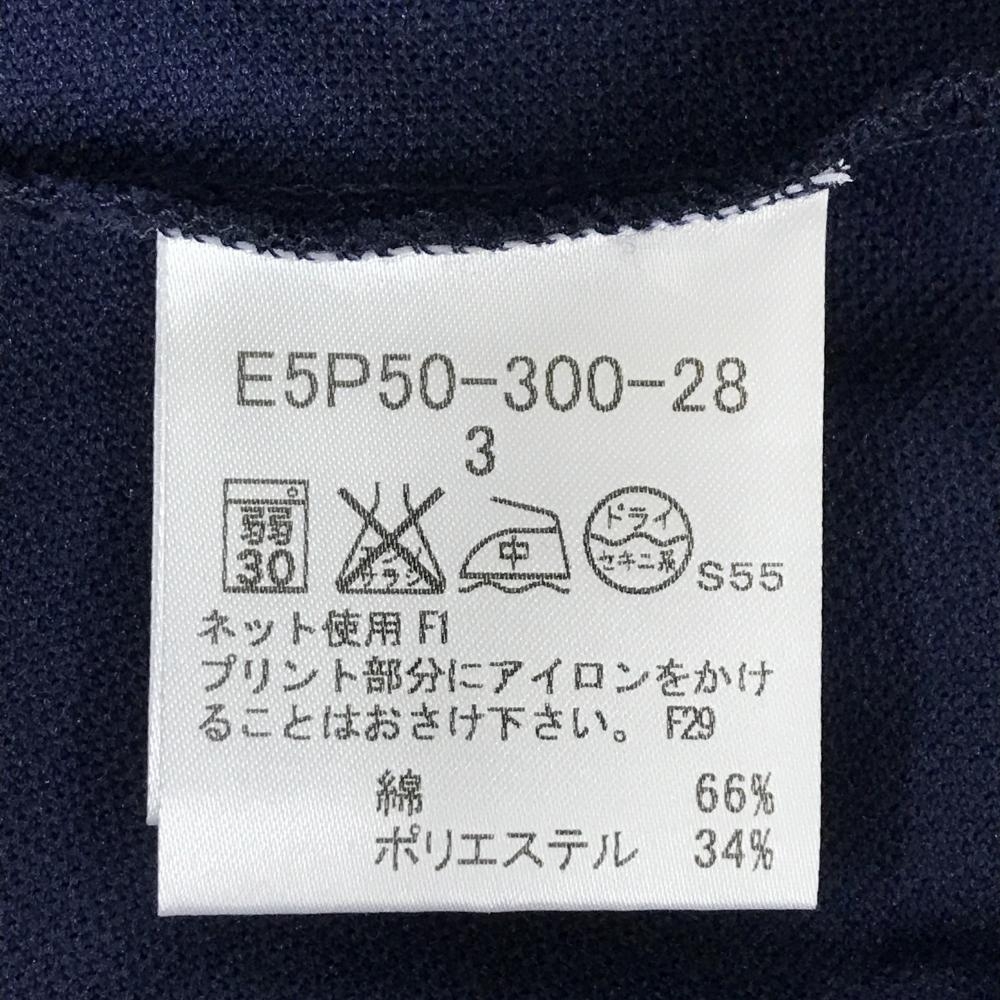 E5P50-300-28
3
弱
30
エンソ
サラシ
中
ドライ
セキユ系
S55
ネット使用 F1
プリント部分にアイロンをかけ
ることはおさけ下さい。 F29
綿 66%
ポリエステル 34%